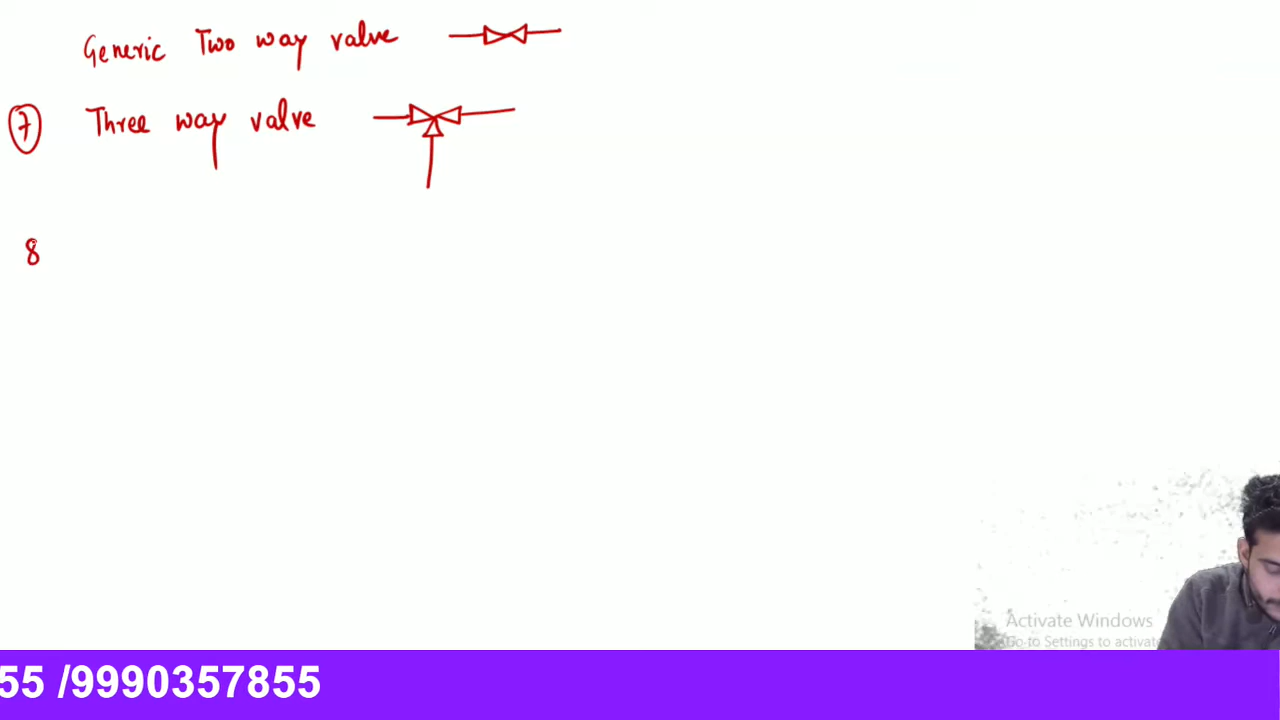 Generic Two way valve
7 Three way valve
8
Activate Windows
Go to Settings to activate
55 /9990357855